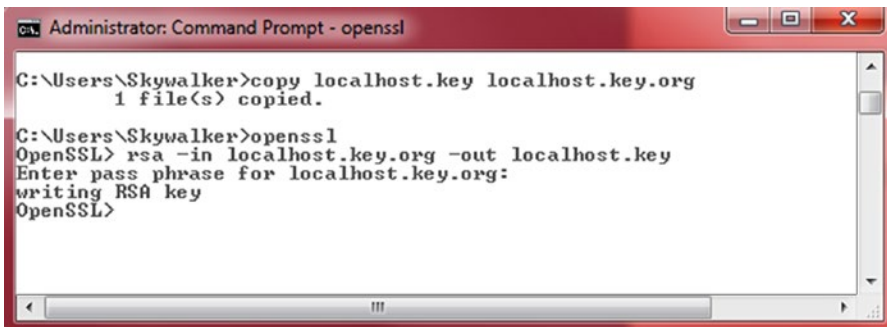 Administrator: Command Prompt - openssl
C:\Users\Skywalker>copy localhost.key localhost.key.org
1 file(s) copied.
C:\Users\Skywalker>openssl
OpenSSL> rsa -in localhost.key.org -out localhost.key
Enter pass phrase for localhost.key.org:
writing RSA key
OpenSSL>